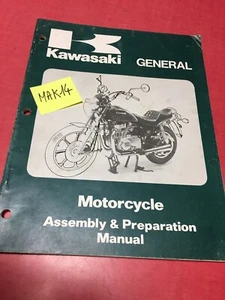 Kawasaki
GENERAL
MAK14
Motorcycle
Assembly & Preparation
Manual